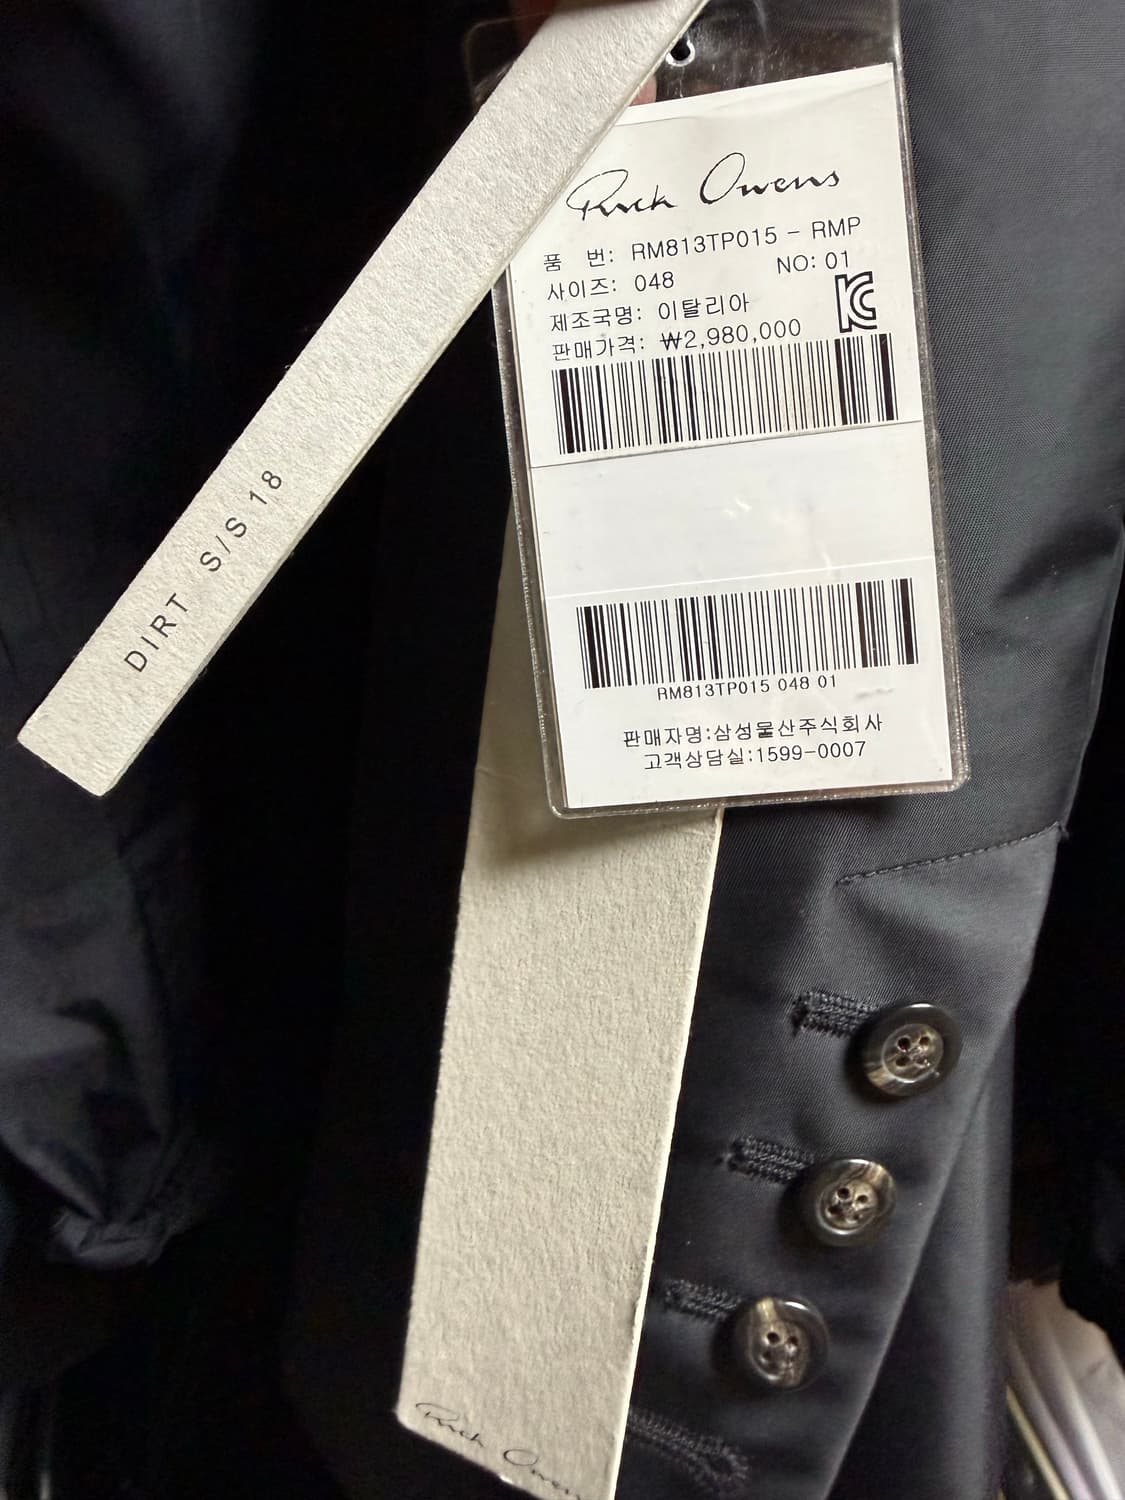 Rick Owens
품 번: RM813TP015 - RMP
사이즈: 048 NO: 01
제조국명: 이탈리아
판매가격: ₩2,980,000
RM813TP015 048 01
판매자명:삼성물산주식회사
고객상담실:1599-0007
DIRT S/S 18
Rick Owens